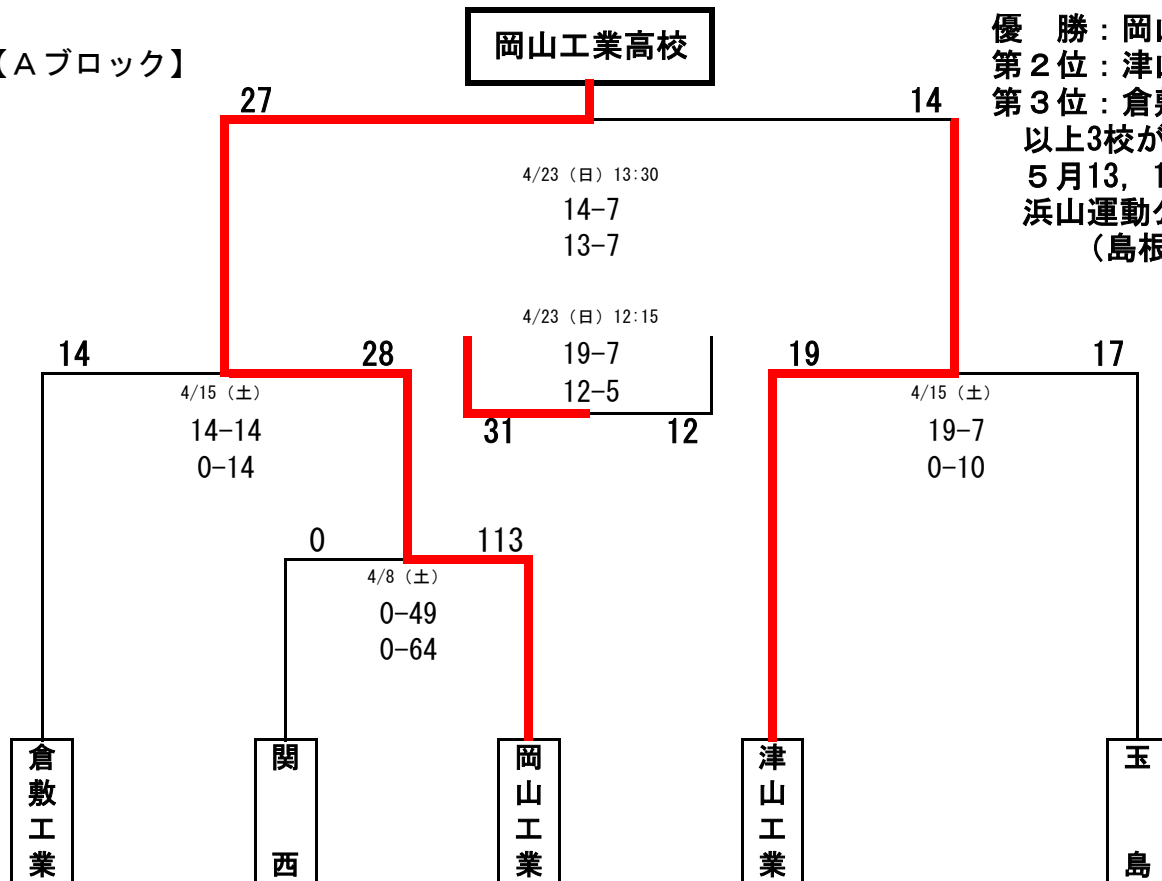 【Aブロック】
岡山工業高校
優　勝：岡山
第２位：津山
第３位：倉敷
以上3校が
５月13, 1
浜山運動公
（島根
27
14
4/23（日）13:30
14-7
13-7
4/23（日）12:15
19-7
12-5
31
12
14
28
4/15（土）
14-14
0-14
19
17
4/15（土）
19-7
0-10
0
113
4/8（土）
0-49
0-64
倉敷工業
関西
岡山工業
津山工業
玉島